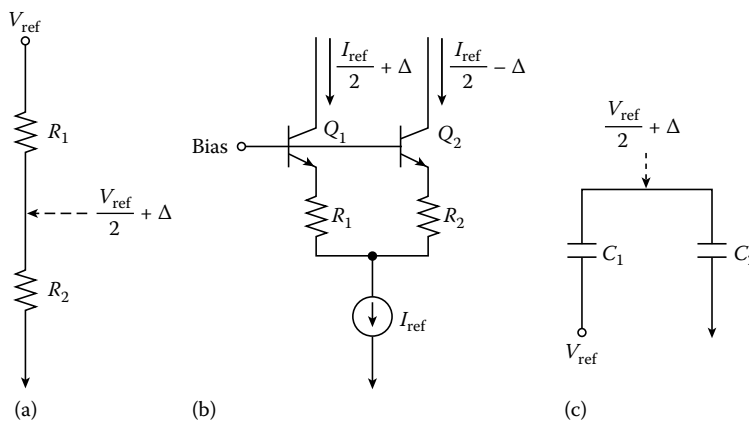 V_ref
R_1
V_ref/2 + Δ
R_2
(a)
I_ref/2 + Δ
I_ref/2 − Δ
Bias
Q_1
Q_2
R_1
R_2
I_ref
(b)
V_ref/2 + Δ
C_1
V_ref
(c)